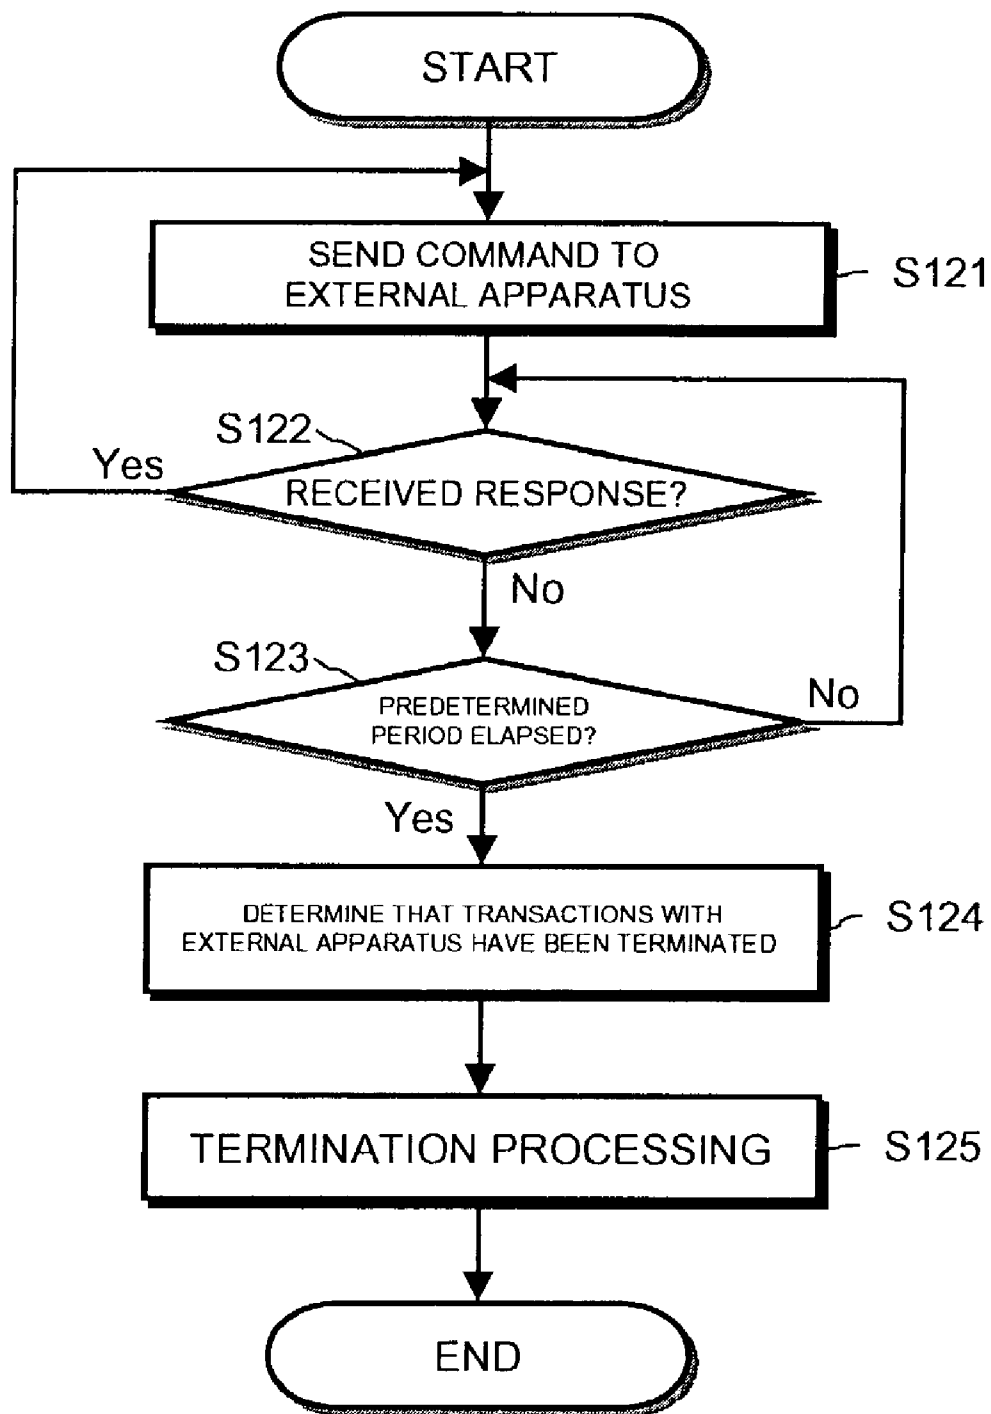 START
SEND COMMAND TO
EXTERNAL APPARATUS
S121
S122
Yes
RECEIVED RESPONSE?
No
S123
PREDETERMINED
PERIOD ELAPSED?
No
Yes
DETERMINE THAT TRANSACTIONS WITH
EXTERNAL APPARATUS HAVE BEEN TERMINATED
S124
TERMINATION PROCESSING
S125
END